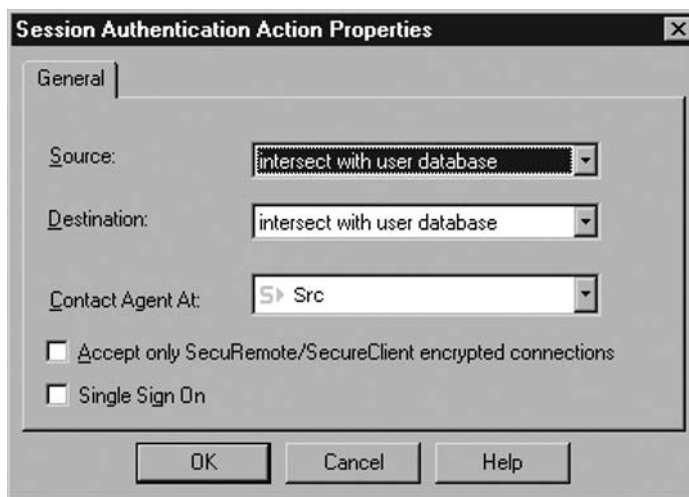 Session Authentication Action Properties
General
Source: intersect with user database
Destination: intersect with user database
Contact Agent At: S Src
Accept only SecuRemote/SecureClient encrypted connections
Single Sign On
OK Cancel Help